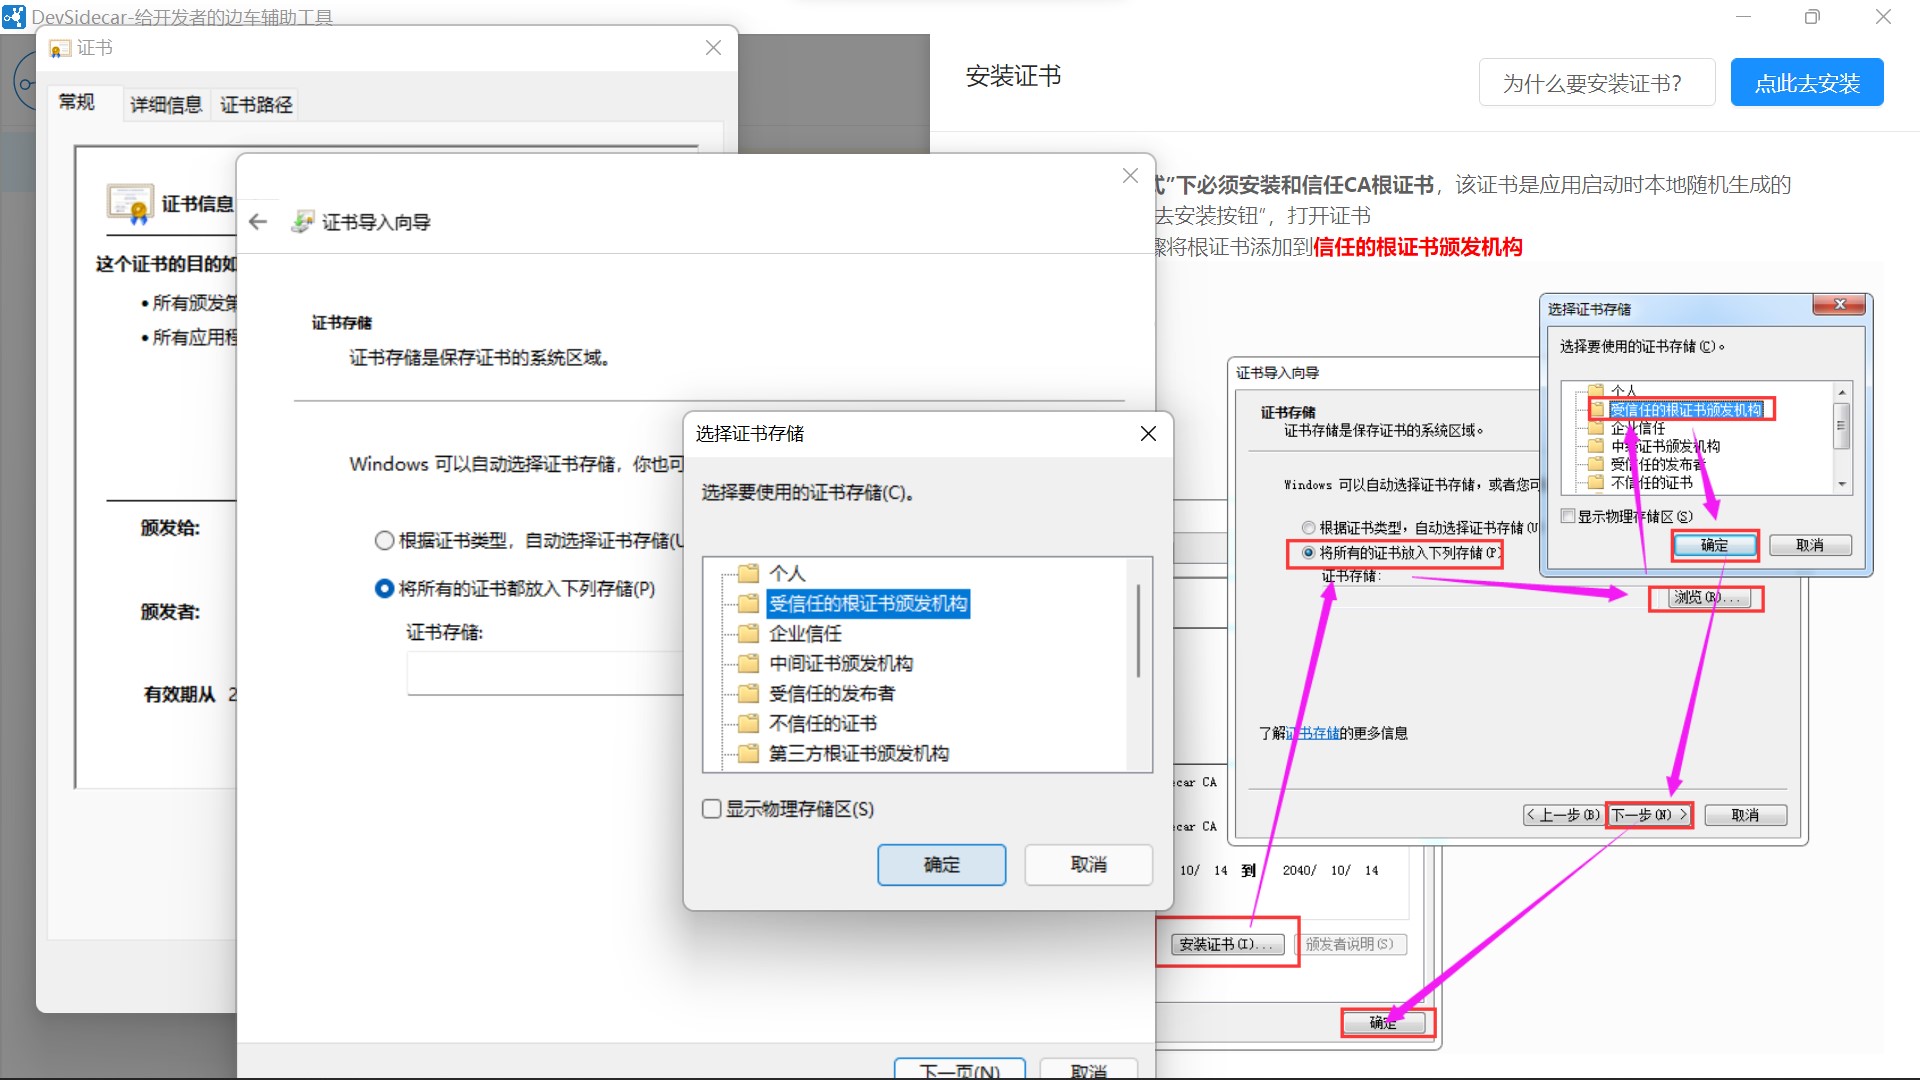 DevSidecar-给开发者的边车辅助工具
证书
常规
详细信息
证书路径
证书信息
这个证书的目的如
• 所有颁发策
• 所有应用程
颁发给:
颁发者:
有效期从 2
证书导入向导
证书存储
证书存储是保存证书的系统区域。
Windows 可以自动选择证书存储，你也可
根据证书类型，自动选择证书存储(U
将所有的证书都放入下列存储(P)
证书存储:
下一页(N)
取消
选择证书存储
选择要使用的证书存储(C)。
个人
受信任的根证书颁发机构
企业信任
中间证书颁发机构
受信任的发布者
不信任的证书
第三方根证书颁发机构
显示物理存储区(S)
确定
取消
安装证书
为什么要安装证书?
点此去安装
式”下必须安装和信任CA根证书，该证书是应用启动时本地随机生成的
去安装按钮”，打开证书
骤将根证书添加到信任的根证书颁发机构
选择证书存储
选择要使用的证书存储(C)。
个人
受信任的根证书颁发机构
企业信任
中级证书颁发机构
受信任的发布者
不信任的证书
显示物理存储区(S)
确定
取消
证书导入向导
证书存储
证书存储是保存证书的系统区域。
Windows 可以自动选择证书存储，或者您可
根据证书类型，自动选择证书存储(U
将所有的证书放入下列存储(P)
证书存储:
浏览(R)...
了解证书存储的更多信息
< 上一步(B)
下一步(N) >
取消
car CA
car CA
10/ 14 到 2040/ 10/ 14
安装证书(I)...
颁发者说明(S)
确定